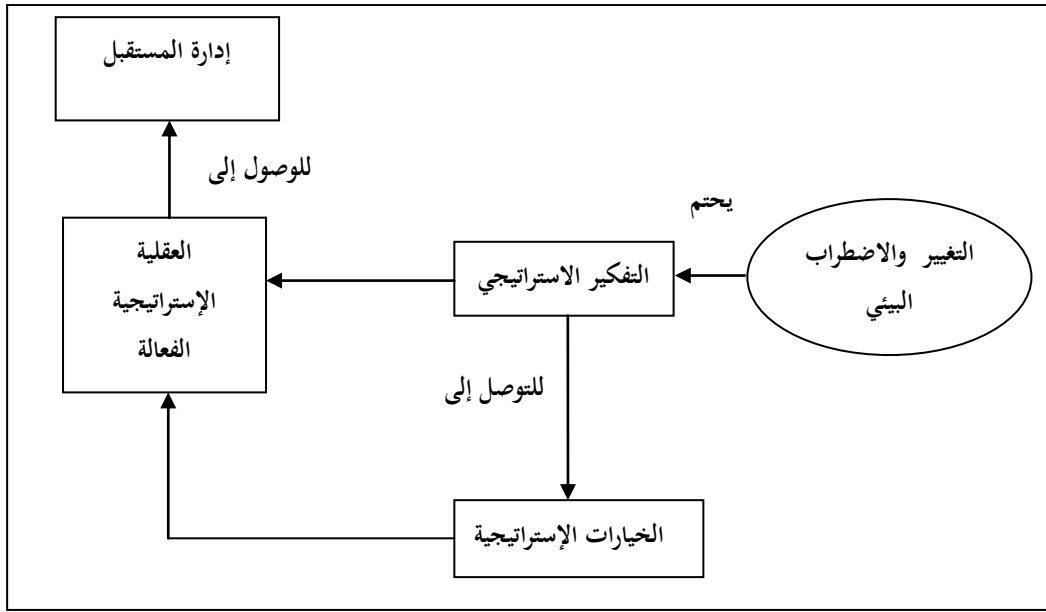 إدارة المستقبل
للوصول إلى
يحتم
التغيير والاضطراب
البيئي
التفكير الاستراتيجي
العقلية
الإستراتيجية
الفعالة
للتوصل إلى
الخيارات الإستراتيجية